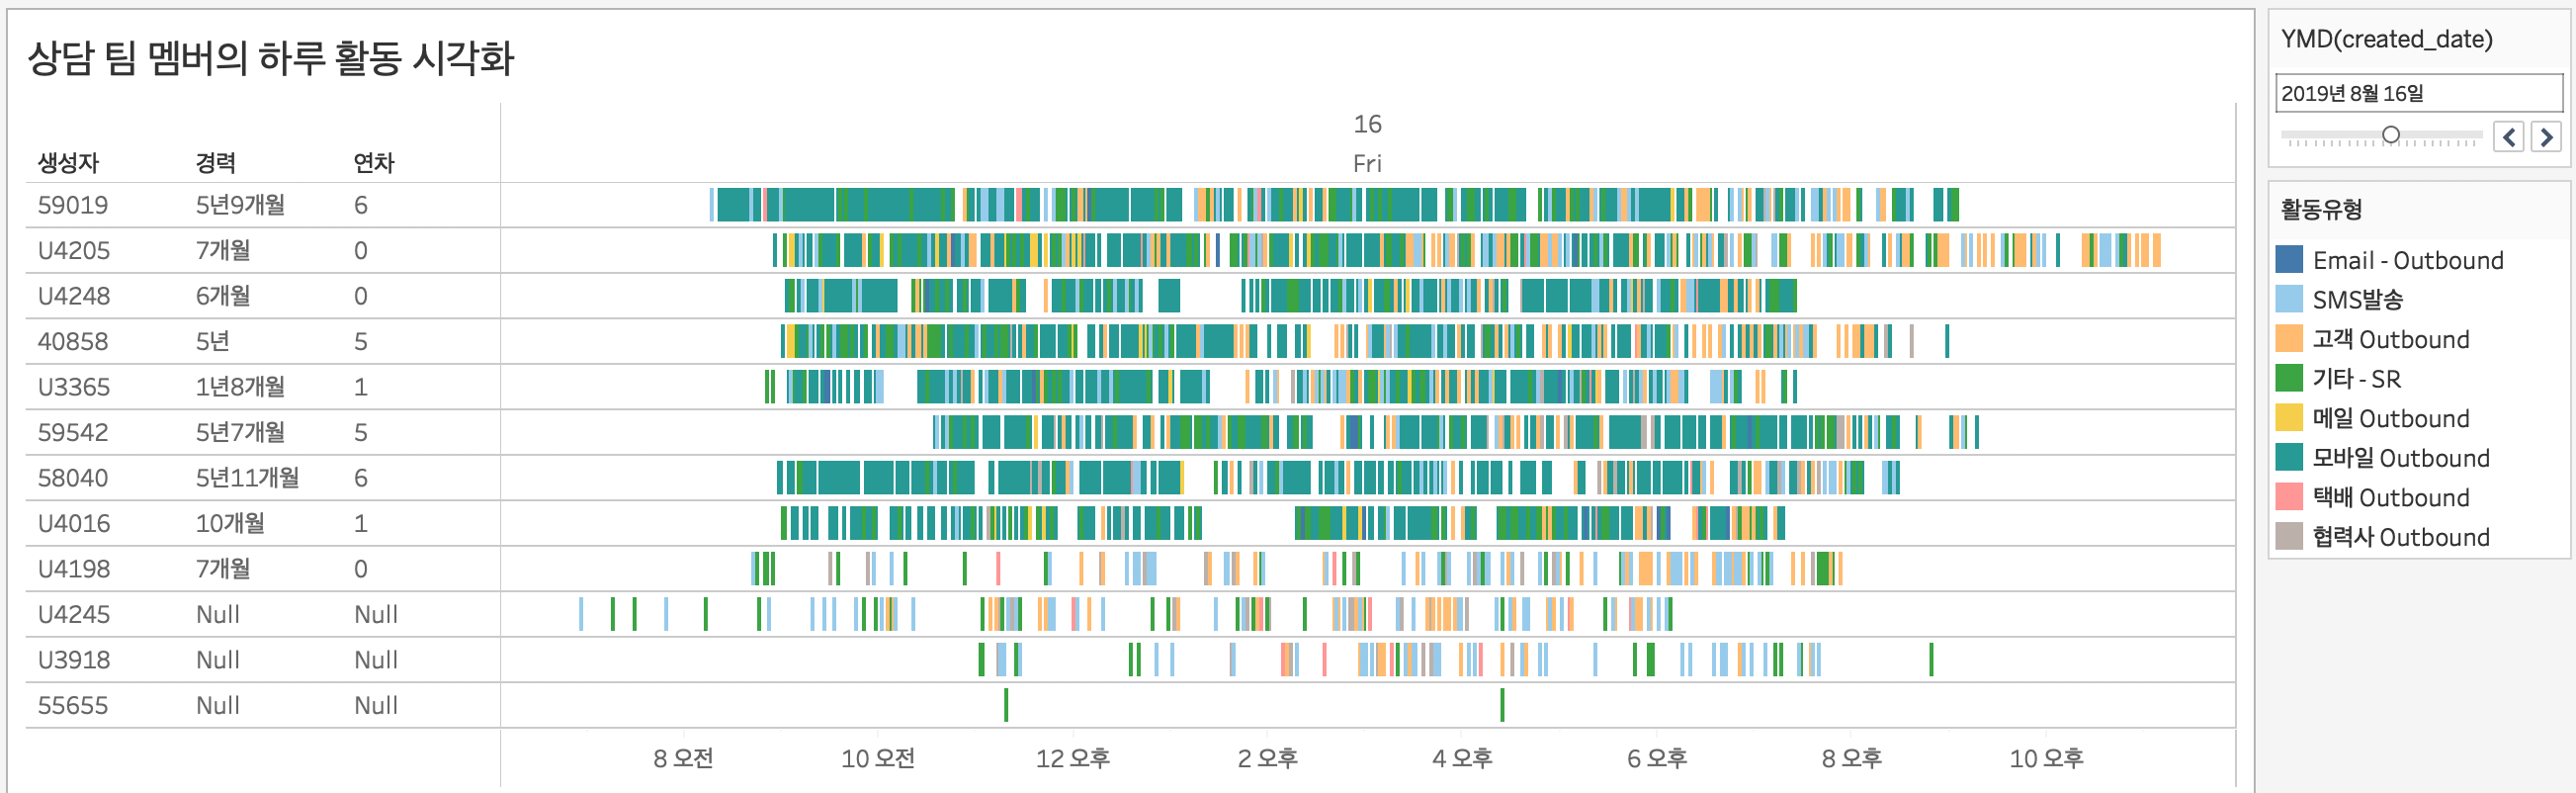 상담 팀 멤버의 하루 활동 시각화
16
Fri
생성자 경력 연차
59019 5년9개월 6
U4205 7개월 0
U4248 6개월 0
40858 5년 5
U3365 1년8개월 1
59542 5년7개월 5
58040 5년11개월 6
U4016 10개월 1
U4198 7개월 0
U4245 Null Null
U3918 Null Null
55655 Null Null
8 오전 10 오전 12 오후 2 오후 4 오후 6 오후 8 오후 10 오후
YMD(created_date)
2019년 8월 16일
활동유형
Email - Outbound
SMS발송
고객 Outbound
기타 - SR
메일 Outbound
모바일 Outbound
택배 Outbound
협력사 Outbound